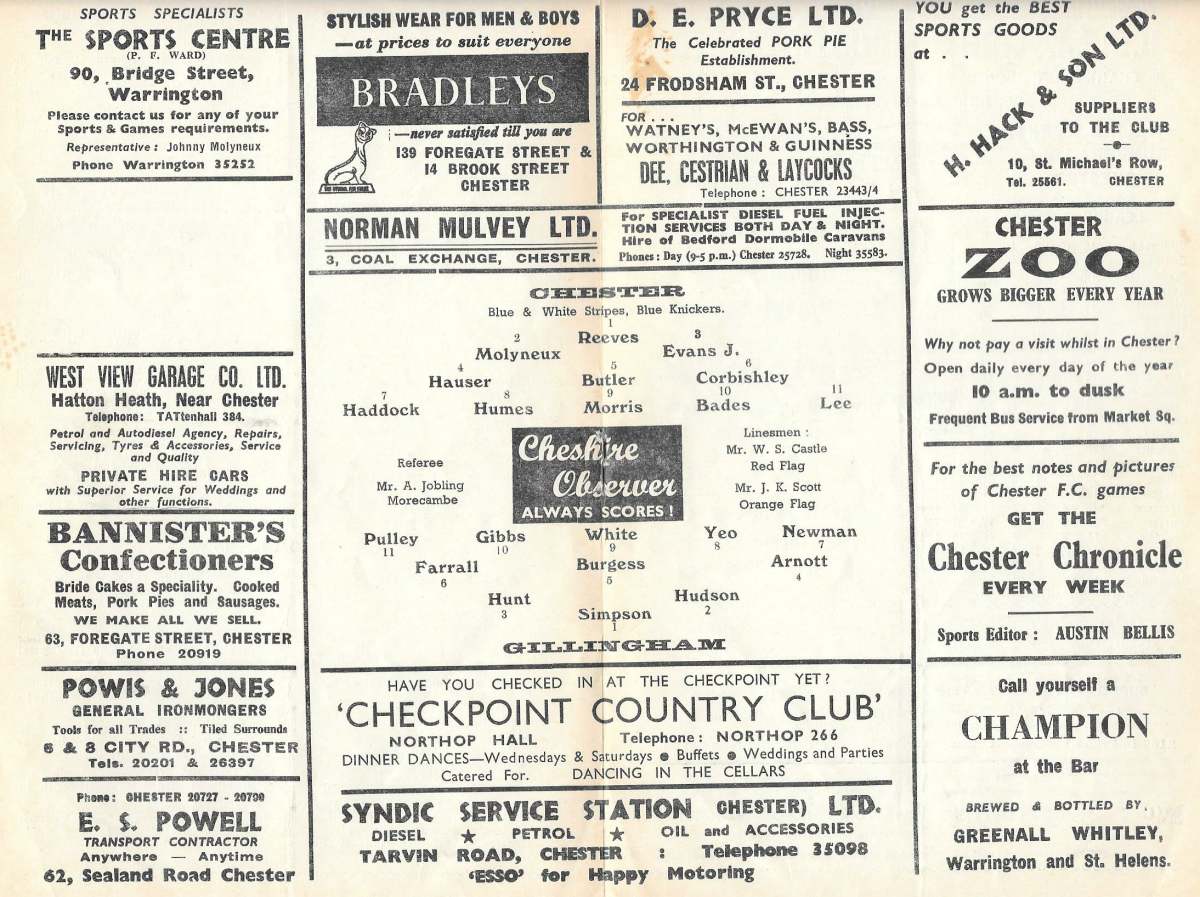 SPORTS SPECIALISTS
THE SPORTS CENTRE
(P. F. WARD)
90, Bridge Street,
Warrington
Please contact us for any of your
Sports & Games requirements.
Representative: Johnny Molyneux
Phone Warrington 35252
WEST VIEW GARAGE CO. LTD.
Hatton Heath, Near Chester
Telephone: TATtenhall 384.
Petrol and Autodiesel Agency, Repairs,
Servicing, Tyres & Accessories, Service
and Quality
PRIVATE HIRE CARS
with Superior Service for Weddings and
other functions.
BANNISTER'S
Confectioners
Bride Cakes a Speciality. Cooked
Meats, Pork Pies and Sausages.
WE MAKE ALL WE SELL.
63, FOREGATE STREET, CHESTER
Phone 20919
POWIS & JONES
GENERAL IRONMONGERS
Tools for all Trades :: Tiled Surrounds
6 & 8 CITY RD., CHESTER
Tels. 20201 & 26397
Phone: CHESTER 20727 - 20790
E. S. POWELL
TRANSPORT CONTRACTOR
Anywhere — Anytime
62, Sealand Road Chester
STYLISH WEAR FOR MEN & BOYS
—at prices to suit everyone
BRADLEYS
—never satisfied till you are
139 FOREGATE STREET &
14 BROOK STREET
CHESTER
D. E. PRYCE LTD.
The Celebrated PORK PIE
Establishment.
24 FRODSHAM ST., CHESTER
FOR . . .
WATNEY'S, McEWAN'S, BASS,
WORTHINGTON & GUINNESS
DEE, CESTRIAN & LAYCOCKS
Telephone : CHESTER 23443/4
NORMAN MULVEY LTD.
3, COAL EXCHANGE, CHESTER.
For SPECIALIST DIESEL FUEL INJEC-
TION SERVICES BOTH DAY & NIGHT.
Hire of Bedford Dormobile Caravans
Phones: Day (9-5 p.m.) Chester 25728. Night 35583.
CHESTER
Blue & White Stripes, Blue Knickers.
1
Reeves
2 3
Molyneux Evans J.
4 5 6
Hauser Butler Corbishley
7 8 9 10 11
Haddock Humes Morris Bades Lee
Referee
Mr. A. Jobling
Morecambe
Cheshire
Observer
ALWAYS SCORES!
Linesmen :
Mr. W. S. Castle
Red Flag
Mr. J. K. Scott
Orange Flag
Pulley Gibbs White Yeo Newman
11 10 9 8 7
Farrall Burgess Arnott
6 5 4
Hunt Hudson
3 2
Simpson
1
GILLINGHAM
HAVE YOU CHECKED IN AT THE CHECKPOINT YET?
'CHECKPOINT COUNTRY CLUB'
NORTHOP HALL Telephone: NORTHOP 266
DINNER DANCES—Wednesdays & Saturdays ● Buffets ● Weddings and Parties
Catered For. DANCING IN THE CELLARS
SYNDIC SERVICE STATION CHESTER) LTD.
DIESEL ★ PETROL ★ OIL and ACCESSORIES
TARVIN ROAD, CHESTER : Telephone 35098
'ESSO' for Happy Motoring
YOU get the BEST
SPORTS GOODS
at . .
H. HACK & SON LTD.
SUPPLIERS
TO THE CLUB
10, St. Michael's Row,
Tel. 25561. CHESTER
CHESTER
ZOO
GROWS BIGGER EVERY YEAR
Why not pay a visit whilst in Chester?
Open daily every day of the year
10 a.m. to dusk
Frequent Bus Service from Market Sq.
For the best notes and pictures
of Chester F.C. games
GET THE
Chester Chronicle
EVERY WEEK
Sports Editor : AUSTIN BELLIS
Call yourself a
CHAMPION
at the Bar
BREWED & BOTTLED BY.
GREENALL WHITLEY,
Warrington and St. Helens.